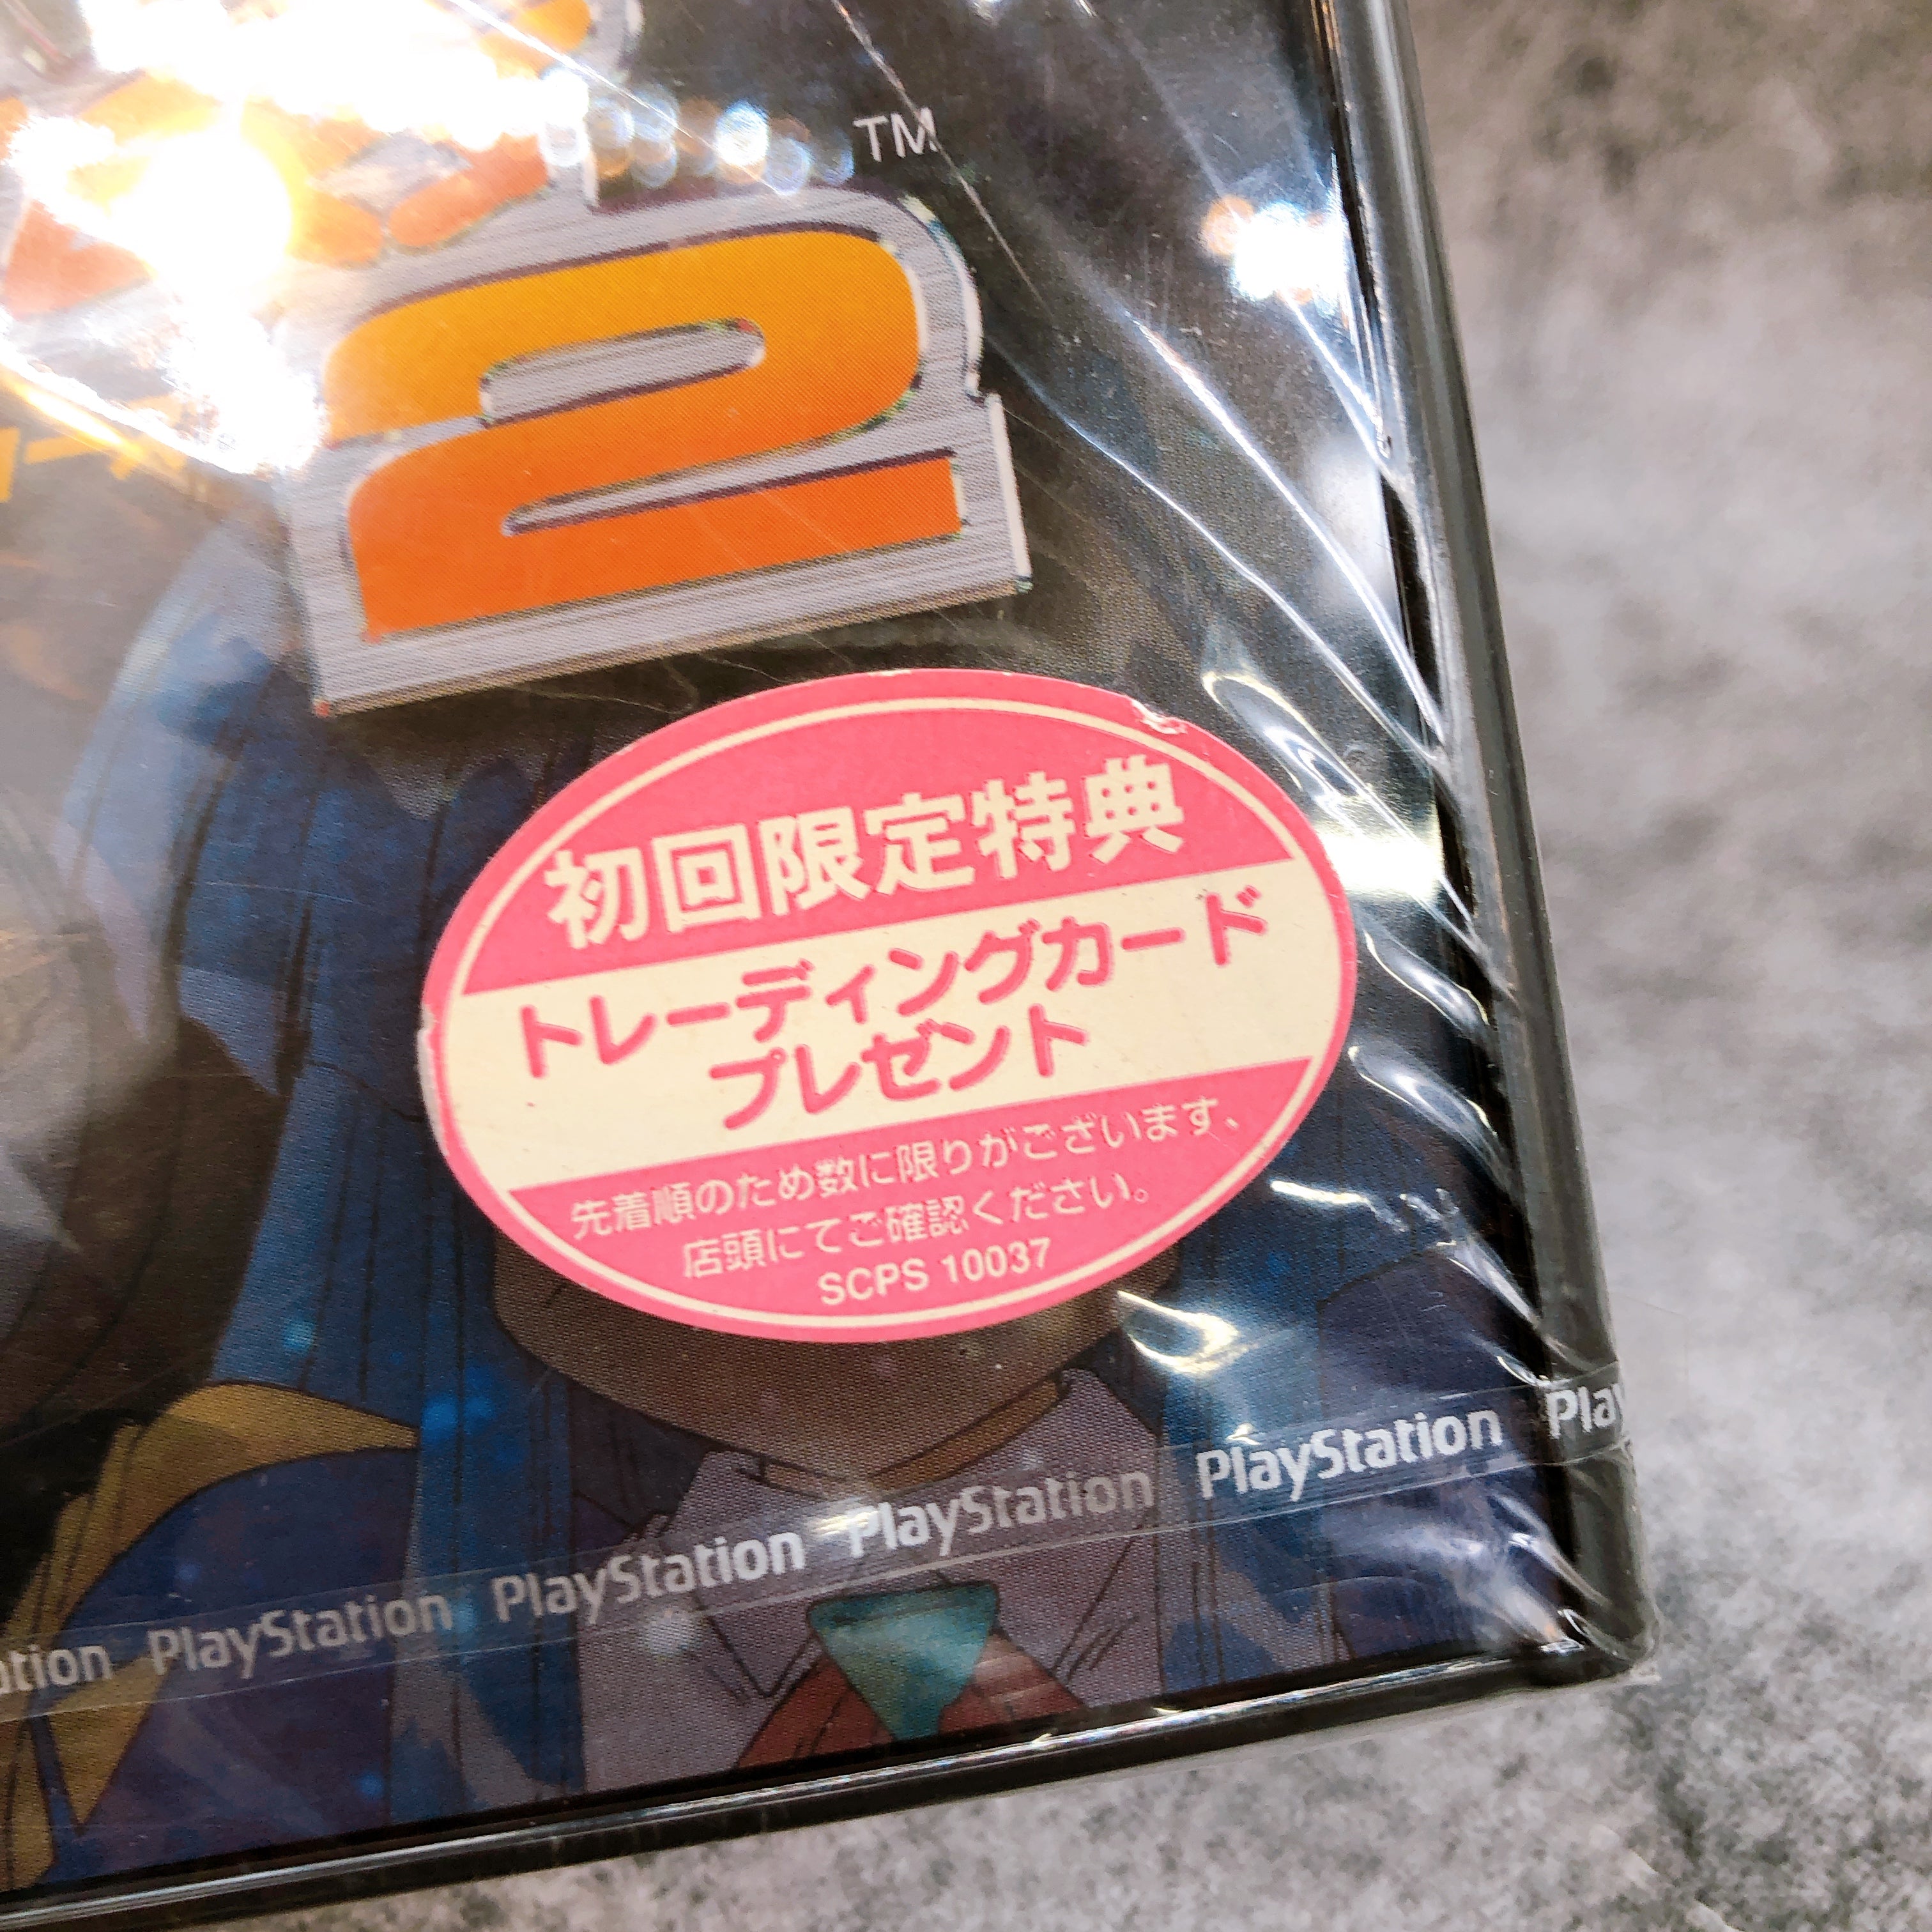 TM
2
初回限定特典
トレーディングカード
プレゼント
先着順のため数に限りがございます、
店頭にてご確認ください。
SCPS 10037
PlayStation PlayStation PlayStation PlayStation